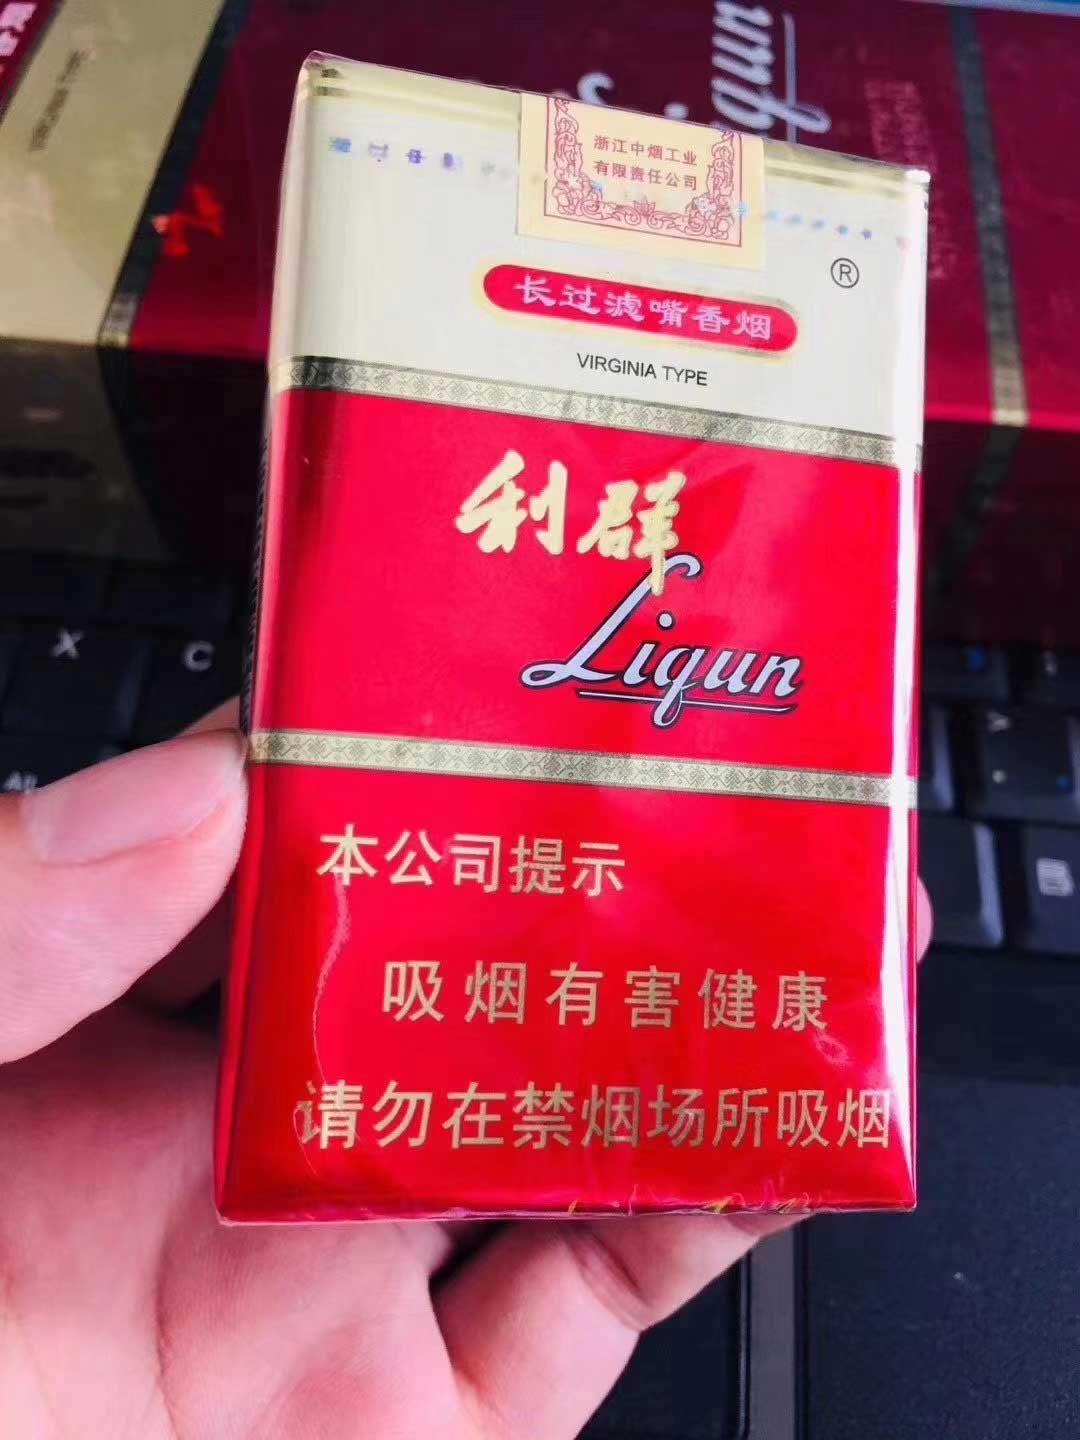 浙江中烟工业
有限责任公司
®
长过滤嘴香烟
VIRGINIA TYPE
利群
Liqun
本公司提示
吸烟有害健康
请勿在禁烟场所吸烟
X
C
B